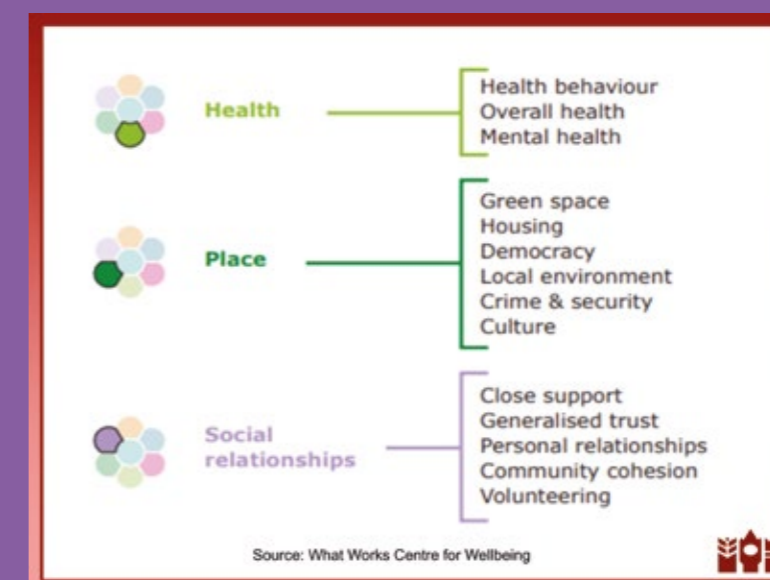 Health
Health behaviour
Overall health
Mental health
Place
Green space
Housing
Democracy
Local environment
Crime & security
Culture
Social
relationships
Close support
Generalised trust
Personal relationships
Community cohesion
Volunteering
Source: What Works Centre for Wellbeing